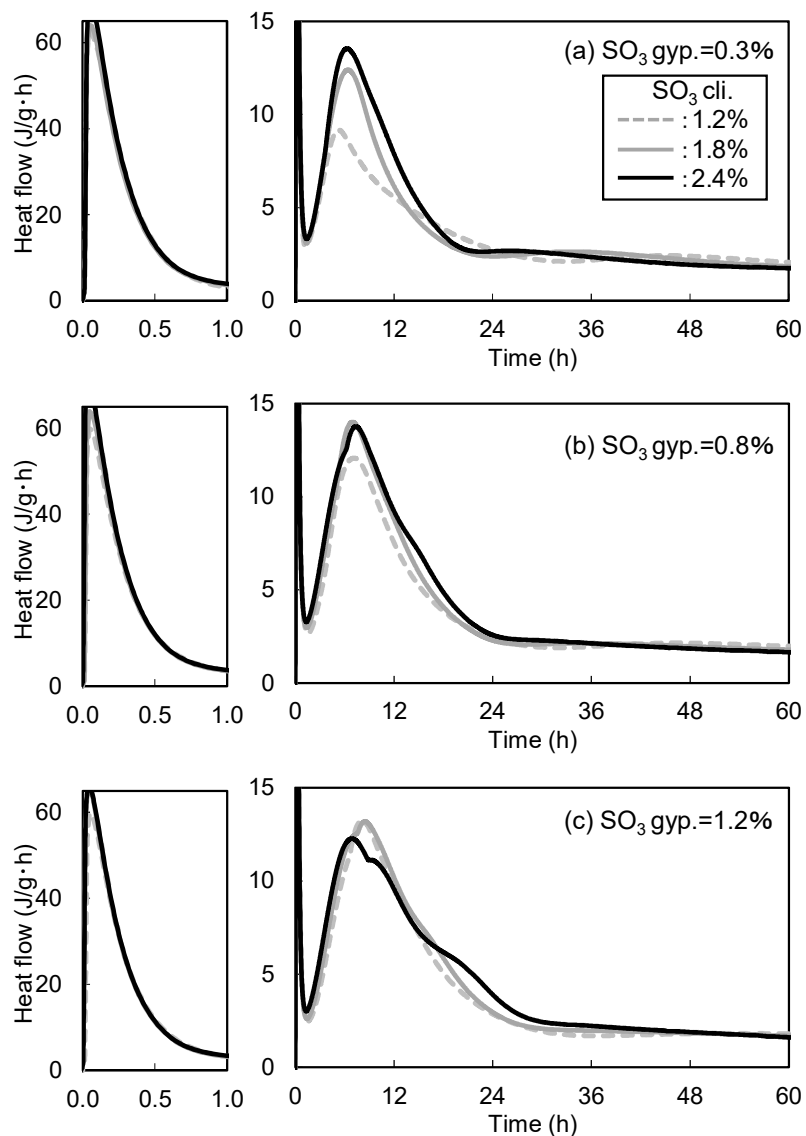 60
40
20
0
0.0 0.5 1.0
Heat flow (J/g·h)
15
10
5
0
0 12 24 36 48 60
Time (h)
(a) SO₃ gyp.=0.3%
SO₃ cli.
:1.2%
:1.8%
:2.4%
60
40
20
0
0.0 0.5 1.0
Heat flow (J/g·h)
15
10
5
0
0 12 24 36 48 60
Time (h)
(b) SO₃ gyp.=0.8%
60
40
20
0
0.0 0.5 1.0
Heat flow (J/g·h)
15
10
5
0
0 12 24 36 48 60
Time (h)
(c) SO₃ gyp.=1.2%